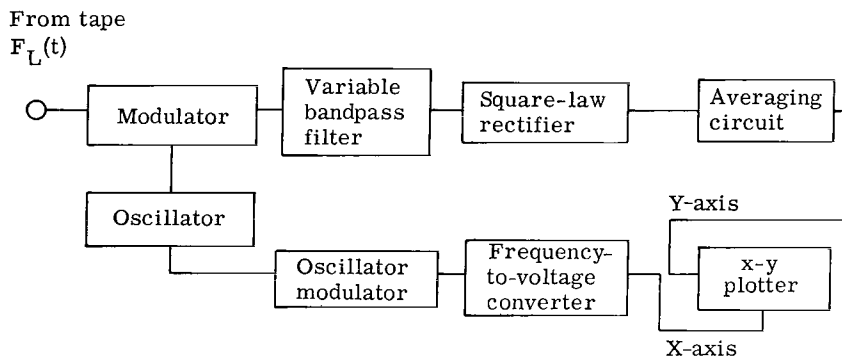 From tape
F_L(t)
Modulator
Variable
bandpass
filter
Square-law
rectifier
Averaging
circuit
Oscillator
Oscillator
modulator
Frequency-
to-voltage
converter
Y-axis
x-y
plotter
X-axis